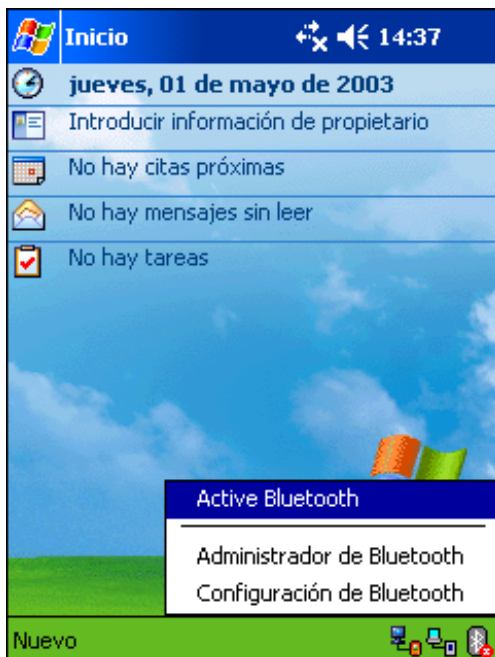 Inicio 14:37
jueves, 01 de mayo de 2003
Introducir información de propietario
No hay citas próximas
No hay mensajes sin leer
No hay tareas
Active Bluetooth
Administrador de Bluetooth
Configuración de Bluetooth
Nuevo